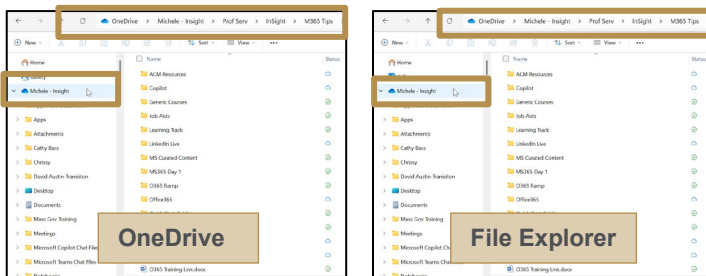 OneDrive > Michele - Insight > Prof Serv > InSight > M365 Tips
New
Sort
View
Home
Name
Status
ACM Resources
Michele - Insight
Copilot
Generic Courses
Apps
Job Aids
Attachments
Learning Track
Cathy Bass
LinkedIn Live
Chrissy
MS Curated Content
David Austin-Transiton
MS365 Day 1
Desktop
O365 Ramp
Documents
Office365
Mass Gov Training
Meetings
Microsoft Copilot Chat Files
Microsoft Teams Chat Files
O365 Training Link.docx
OneDrive
OneDrive > Michele - Insight > Prof Serv > InSight > M365 Tips
New
Sort
View
Home
Name
Status
ACM Resources
Michele - Insight
Copilot
Generic Courses
Apps
Job Aids
Attachments
Learning Track
Cathy Bass
LinkedIn Live
Chrissy
MS Curated Content
David Austin-Transiton
MS365 Day 1
Desktop
O365 Ramp
Documents
Office365
Mass Gov Training
Meetings
Microsoft Copilot
Microsoft Teams
O365 Training Link.docx
File Explorer